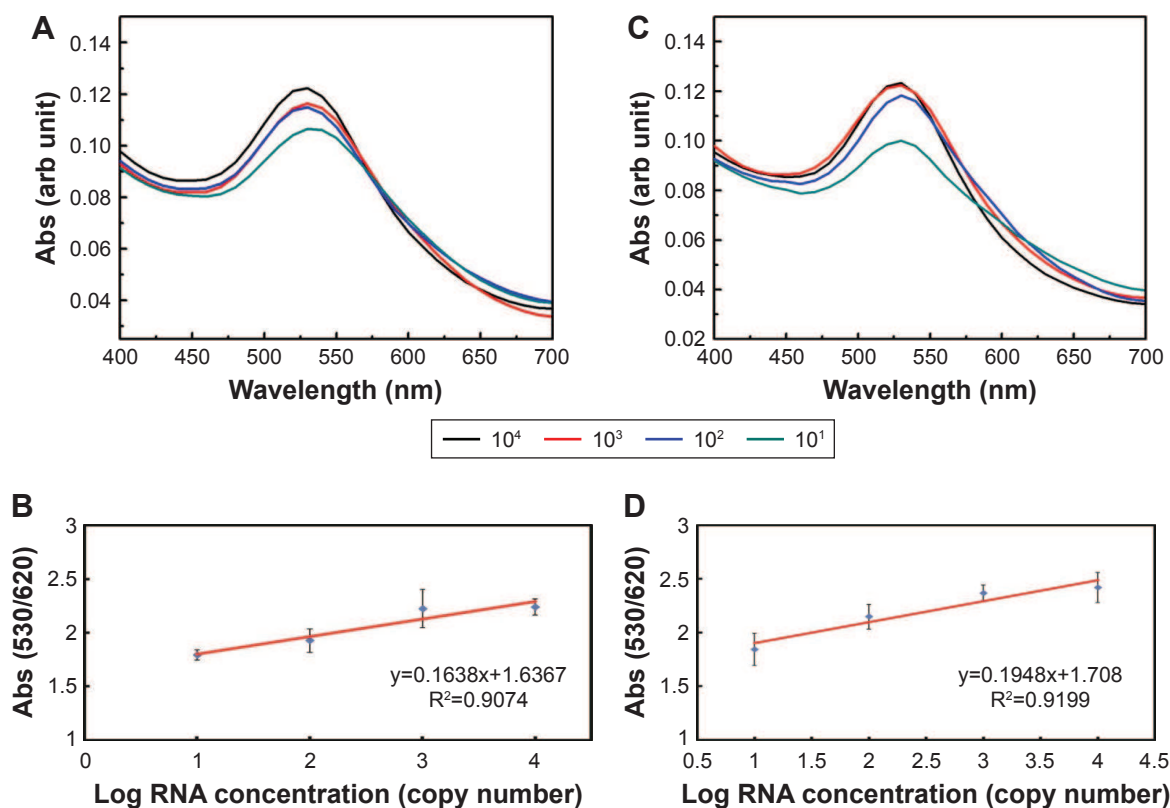 A
Abs (arb unit)
0.14
0.12
0.10
0.08
0.06
0.04
400 450 500 550 600 650 700
Wavelength (nm)
C
Abs (arb unit)
0.14
0.12
0.10
0.08
0.06
0.04
0.02
400 450 500 550 600 650 700
Wavelength (nm)
10⁴ 10³ 10² 10¹
B
Abs (530/620)
3
2.5
2
1.5
1
y=0.1638x+1.6367
R²=0.9074
0 1 2 3 4
Log RNA concentration (copy number)
D
Abs (530/620)
3
2.5
2
1.5
1
y=0.1948x+1.708
R²=0.9199
0.5 1 1.5 2 2.5 3 3.5 4 4.5
Log RNA concentration (copy number)